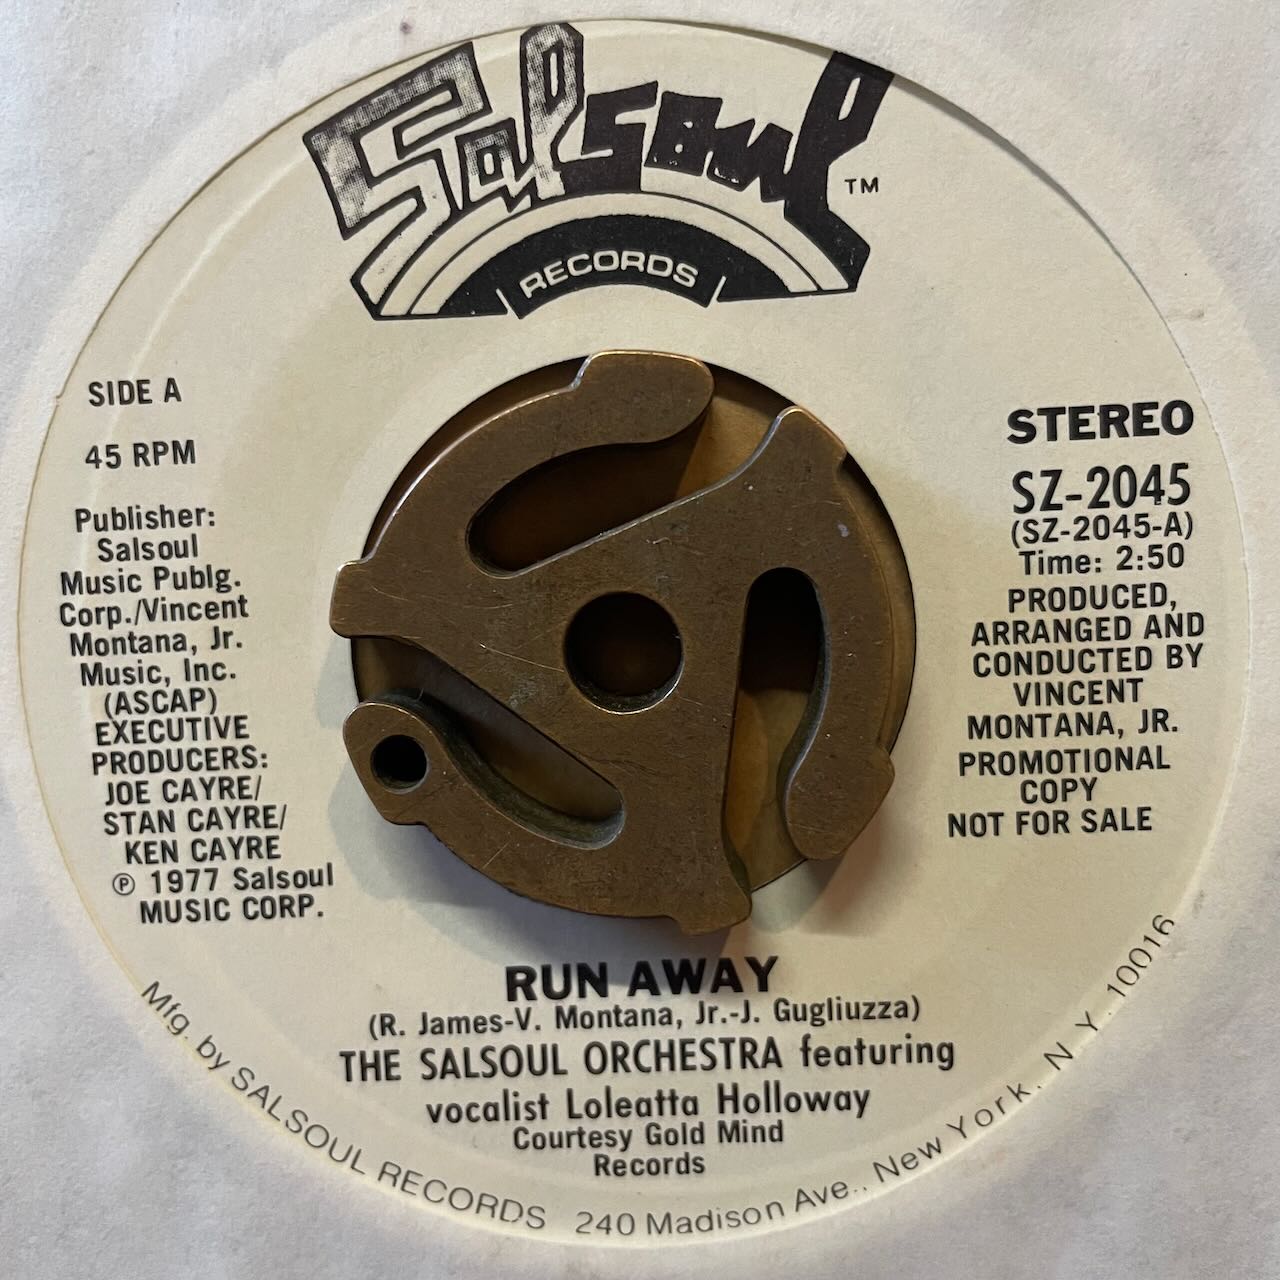 Salsoul
TM
RECORDS
SIDE A
45 RPM
Publisher:
Salsoul
Music Publg.
Corp./Vincent
Montana, Jr.
Music, Inc.
(ASCAP)
EXECUTIVE
PRODUCERS:
JOE CAYRE/
STAN CAYRE/
KEN CAYRE
℗ 1977 Salsoul
MUSIC CORP.
STEREO
SZ-2045
(SZ-2045-A)
Time: 2:50
PRODUCED,
ARRANGED AND
CONDUCTED BY
VINCENT
MONTANA, JR.
PROMOTIONAL
COPY
NOT FOR SALE
RUN AWAY
(R. James-V. Montana, Jr.-J. Gugliuzza)
THE SALSOUL ORCHESTRA featuring
vocalist Loleatta Holloway
Courtesy Gold Mind
Records
Mfg. by SALSOUL RECORDS 240 Madison Ave., New York, N.Y. 10016